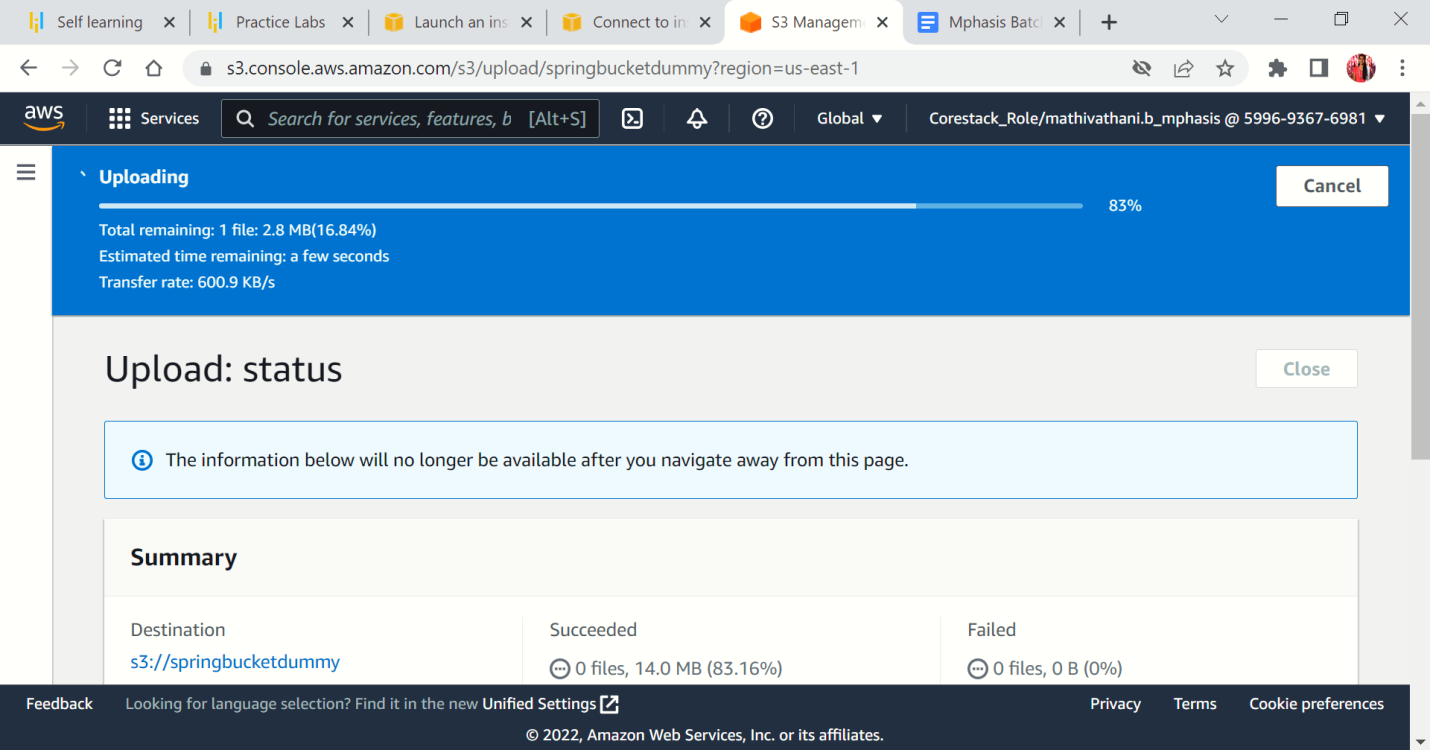 Self learning Practice Labs Launch an ins Connect to in S3 Managem Mphasis Batc
s3.console.aws.amazon.com/s3/upload/springbucketdummy?region=us-east-1
aws Services Search for services, features, b [Alt+S] Global Corestack_Role/mathivathani.b_mphasis @ 5996-9367-6981
Uploading
Cancel
83%
Total remaining: 1 file: 2.8 MB(16.84%)
Estimated time remaining: a few seconds
Transfer rate: 600.9 KB/s
Upload: status
Close
The information below will no longer be available after you navigate away from this page.
Summary
Destination Succeeded Failed
s3://springbucketdummy 0 files, 14.0 MB (83.16%) 0 files, 0 B (0%)
Feedback Looking for language selection? Find it in the new Unified Settings Privacy Terms Cookie preferences
© 2022, Amazon Web Services, Inc. or its affiliates.